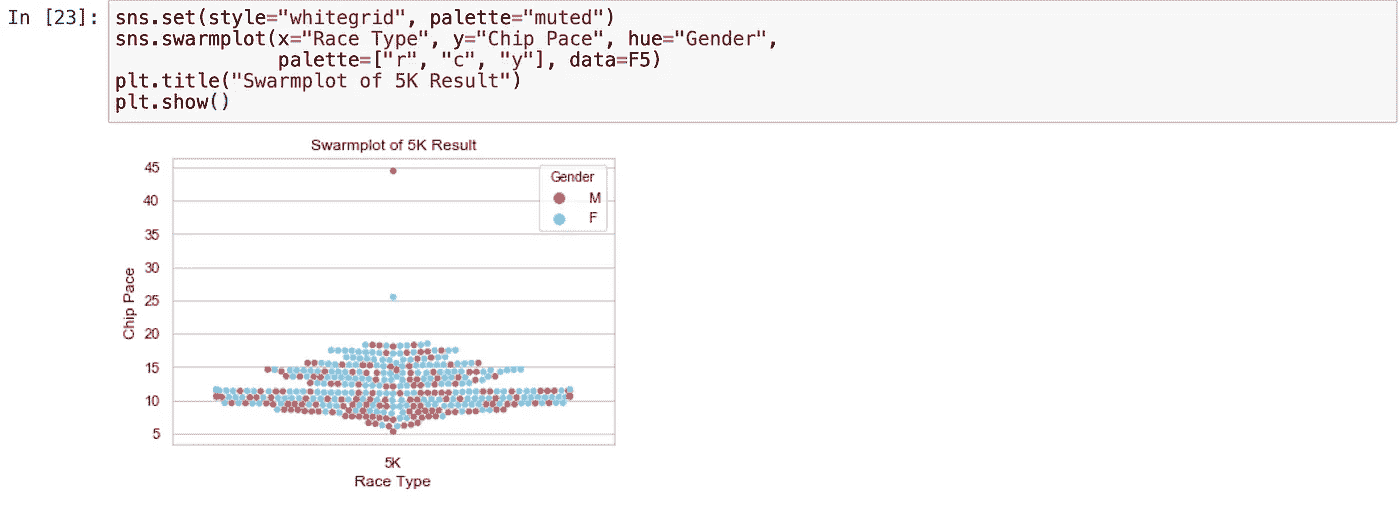 In [23]: sns.set(style="whitegrid", palette="muted")
sns.swarmplot(x="Race Type", y="Chip Pace", hue="Gender",
palette=["r", "c", "y"], data=F5)
plt.title("Swarmplot of 5K Result")
plt.show()
Swarmplot of 5K Result
45
40
35
30
25
20
15
10
5
Chip Pace
Gender
M
F
5K
Race Type